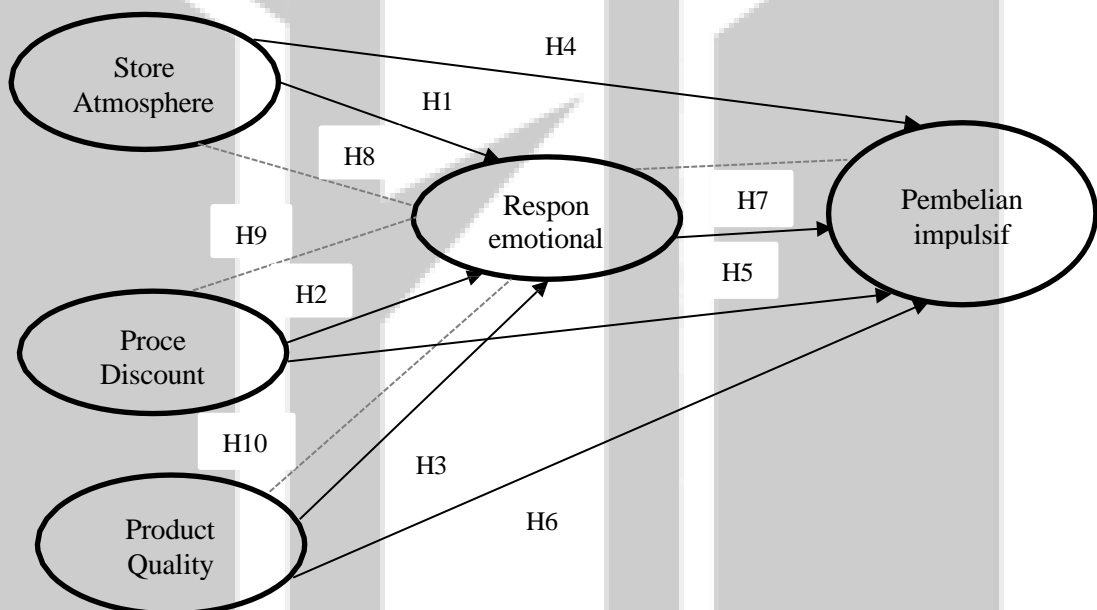 H4
Store
Atmosphere
H1
H8
Respon
emotional
H7
Pembelian
impulsif
H9
H5
H2
Proce
Discount
H10
H3
H6
Product
Quality